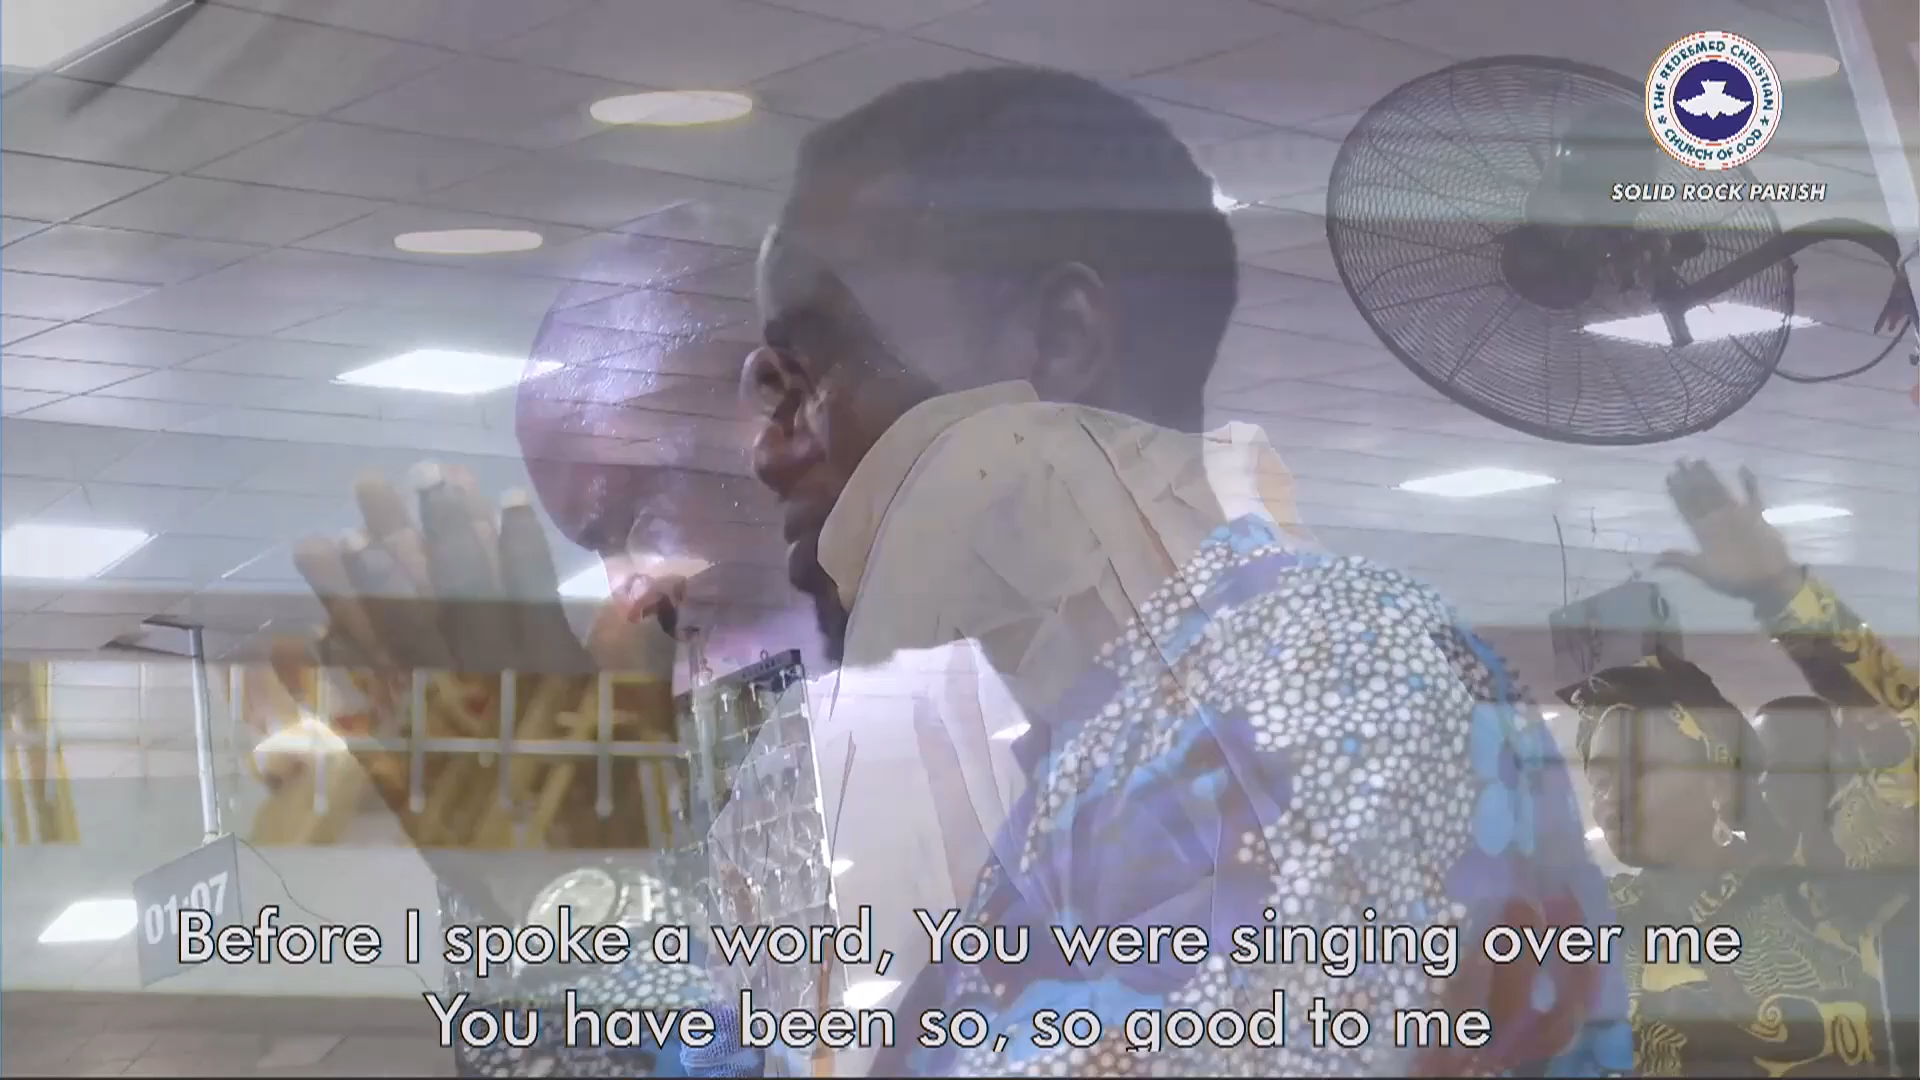 THE REDEEMED CHRISTIAN
CHURCH OF GOD
SOLID ROCK PARISH
01:07
Before I spoke a word, You were singing over me
You have been so, so good to me